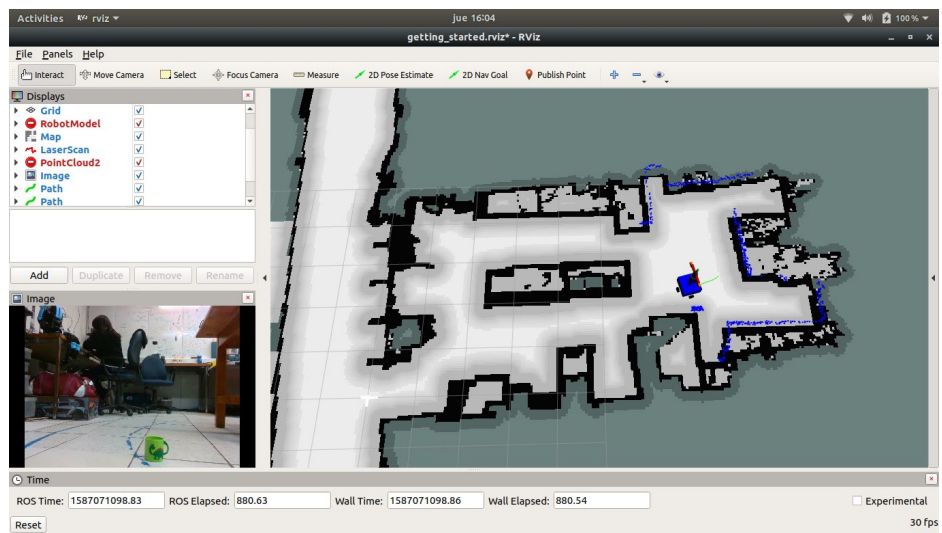 Activities RViz rviz jue 16:04 100 %
getting_started.rviz* - RViz
File Panels Help
Interact Move Camera Select Focus Camera Measure 2D Pose Estimate 2D Nav Goal Publish Point
Displays
Grid
RobotModel
Map
LaserScan
PointCloud2
Image
Path
Path
Add Duplicate Remove Rename
Image
Time
ROS Time: 1587071098.83 ROS Elapsed: 880.63 Wall Time: 1587071098.86 Wall Elapsed: 880.54 Experimental
Reset 30 fps